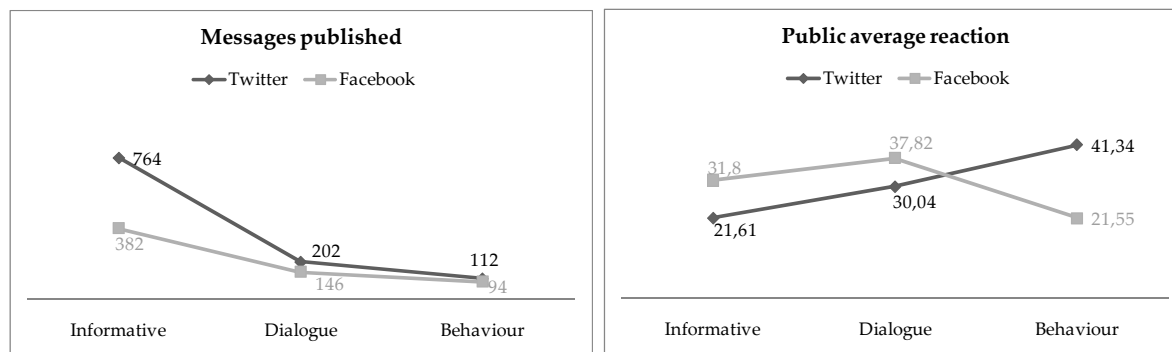 Messages published
Twitter Facebook
764
382
202
146
112
94
Informative Dialogue Behaviour
Public average reaction
Twitter Facebook
31,8
37,82
41,34
21,61
30,04
21,55
Informative Dialogue Behaviour